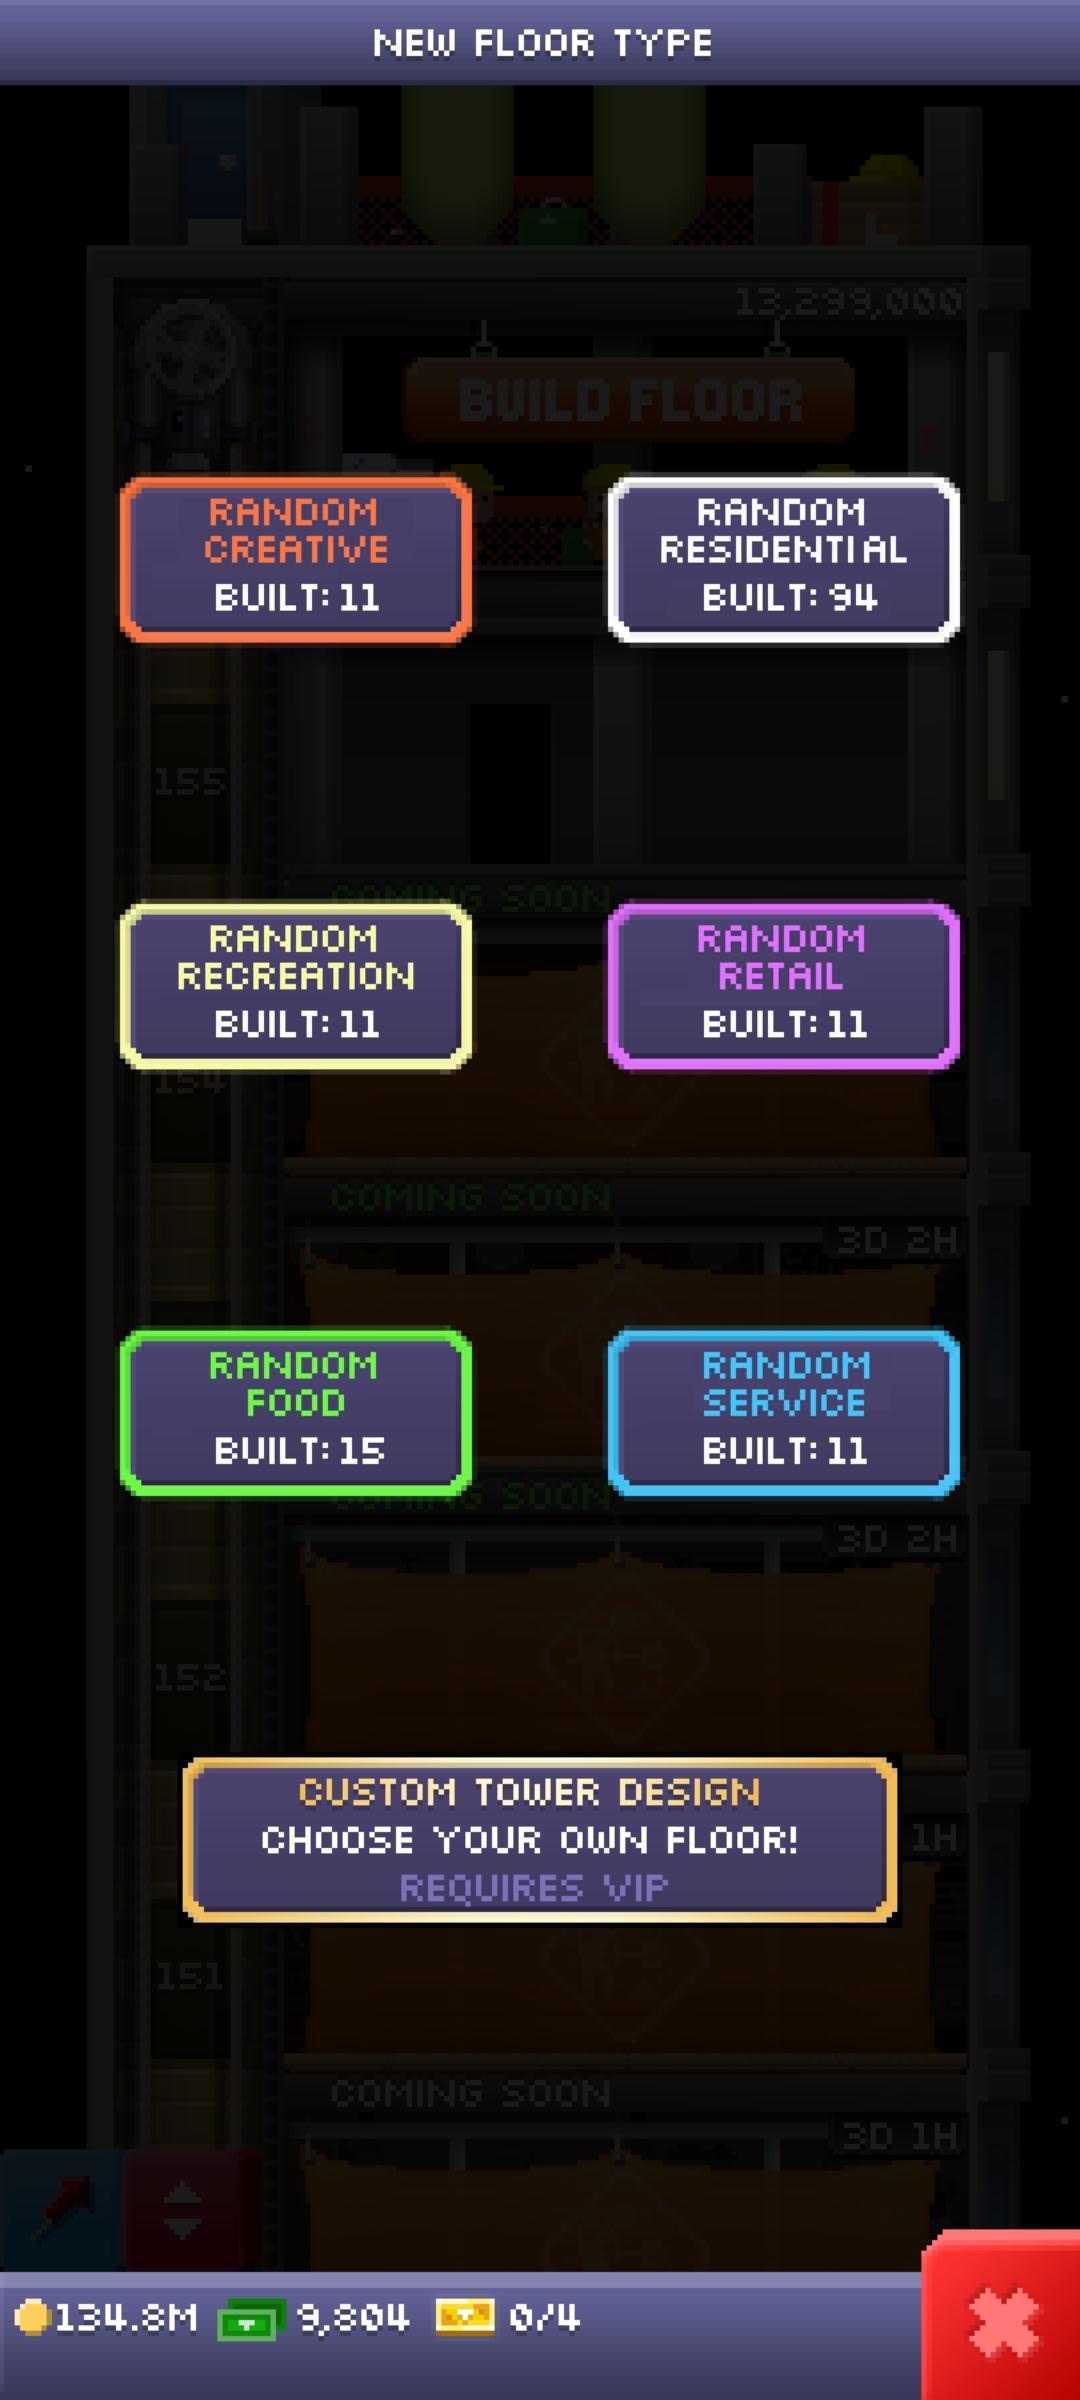 NEW FLOOR TYPE
13,299,000
BUILD FLOOR
RANDOM
CREATIVE
BUILT: 11
RANDOM
RESIDENTIAL
BUILT: 94
155
COMING SOON
RANDOM
RECREATION
BUILT: 11
RANDOM
RETAIL
BUILT: 11
154
COMING SOON
3D 2H
RANDOM
FOOD
BUILT: 15
RANDOM
SERVICE
BUILT: 11
COMING SOON
3D 2H
152
CUSTOM TOWER DESIGN
CHOOSE YOUR OWN FLOOR!
REQUIRES VIP
1H
151
COMING SOON
3D 1H
134.8M 9,804 0/4